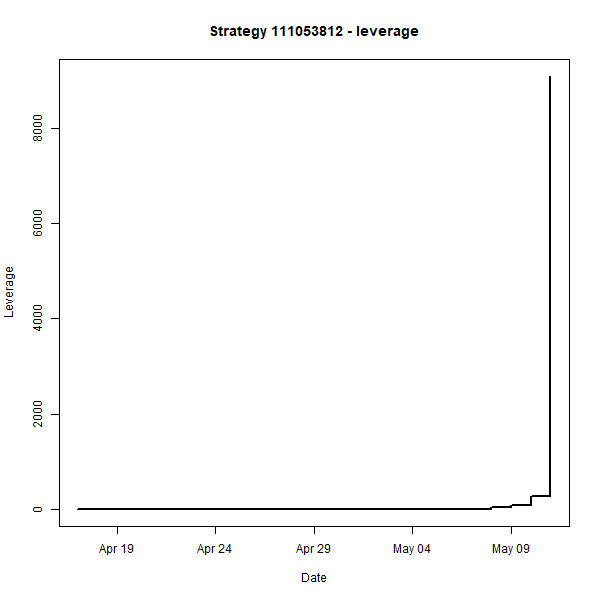 Strategy 111053812 - leverage
Leverage
8000
6000
4000
2000
0
Apr 19
Apr 24
Apr 29
May 04
May 09
Date